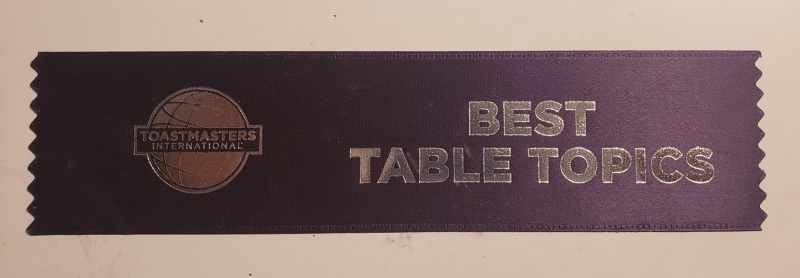 TOASTMASTERS
INTERNATIONAL
BEST
TABLE TOPICS